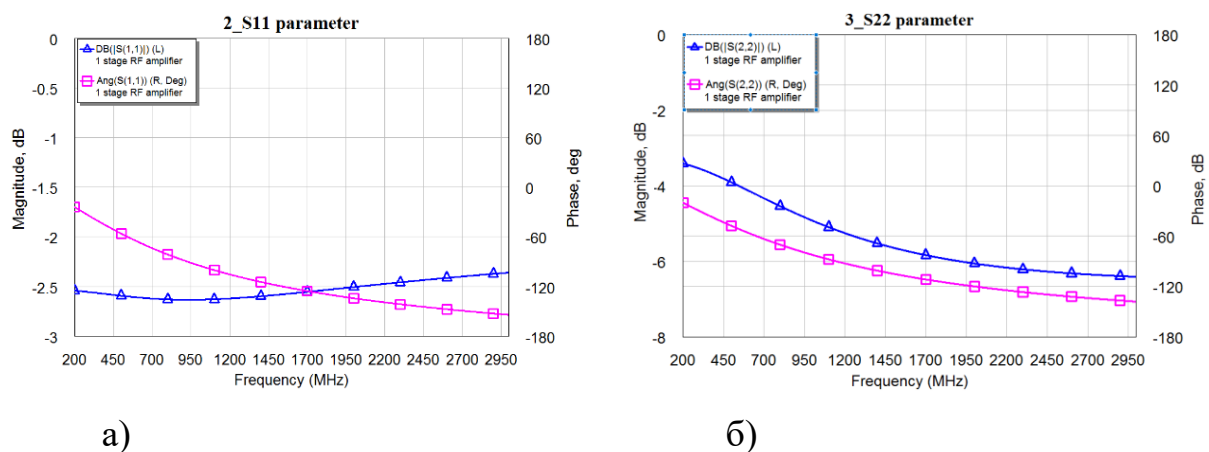 2_S11 parameter
DB(|S(1,1)|) (L)
1 stage RF amplifier
Ang(S(1,1)) (R, Deg)
1 stage RF amplifier
Magnitude, dB
0
-0.5
-1
-1.5
-2
-2.5
-3
180
120
60
0
-60
-120
-180
Phase, deg
200 450 700 950 1200 1450 1700 1950 2200 2450 2700 2950
Frequency (MHz)
а)
3_S22 parameter
DB(|S(2,2)|) (L)
1 stage RF amplifier
Ang(S(2,2)) (R, Deg)
1 stage RF amplifier
Magnitude, dB
0
-2
-4
-6
-8
180
120
60
0
-60
-120
-180
Phase, dB
200 450 700 950 1200 1450 1700 1950 2200 2450 2700 2950
Frequency (MHz)
б)